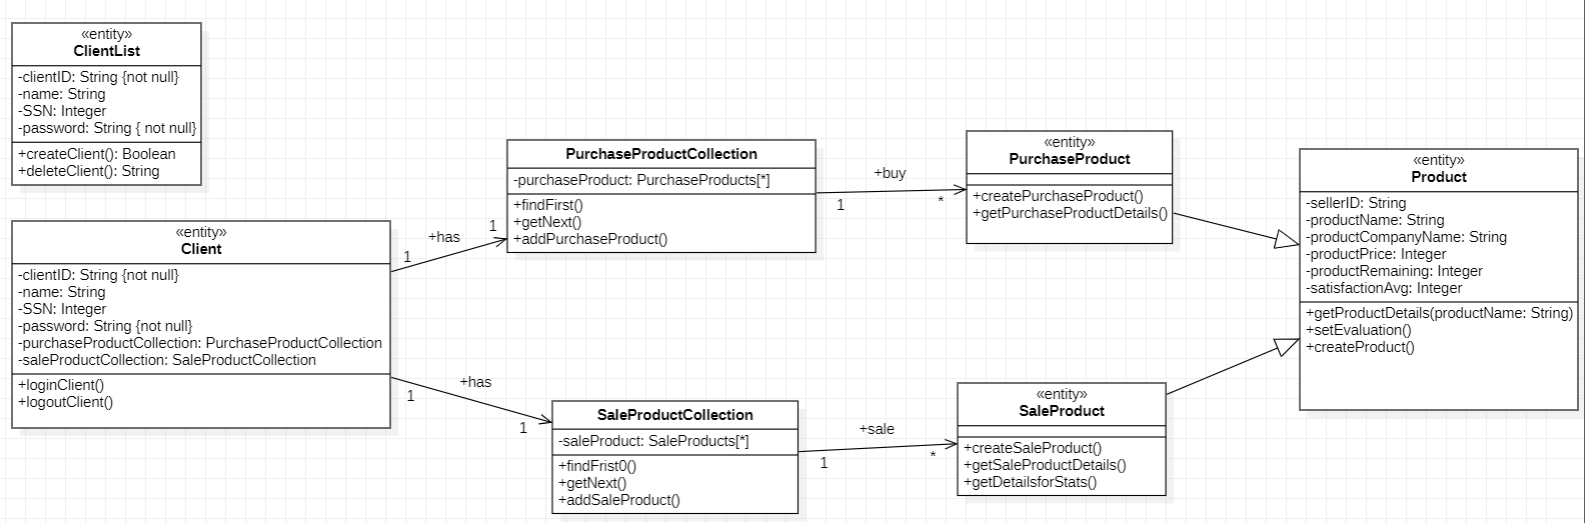 «entity»
ClientList
-clientID: String {not null}
-name: String
-SSN: Integer
-password: String { not null}
+createClient(): Boolean
+deleteClient(): String
«entity»
Client
-clientID: String {not null}
-name: String
-SSN: Integer
-password: String {not null}
-purchaseProductCollection: PurchaseProductCollection
-saleProductCollection: SaleProductCollection
+loginClient()
+logoutClient()
+has
1
1
+has
1
1
PurchaseProductCollection
-purchaseProduct: PurchaseProducts[*]
+findFirst()
+getNext()
+addPurchaseProduct()
SaleProductCollection
-saleProduct: SaleProducts[*]
+findFrist0()
+getNext()
+addSaleProduct()
+buy
1
*
+sale
1
*
«entity»
PurchaseProduct
+createPurchaseProduct()
+getPurchaseProductDetails()
«entity»
SaleProduct
+createSaleProduct()
+getSaleProductDetails()
+getDetailsforStats()
«entity»
Product
-sellerID: String
-productName: String
-productCompanyName: String
-productPrice: Integer
-productRemaining: Integer
-satisfactionAvg: Integer
+getProductDetails(productName: String)
+setEvaluation()
+createProduct()